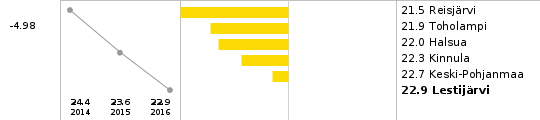 -4.98
24.4 23.6 22.9
2014 2015 2016
21.5 Reisjärvi
21.9 Toholampi
22.0 Halsua
22.3 Kinnula
22.7 Keski-Pohjanmaa
22.9 Lestijärvi